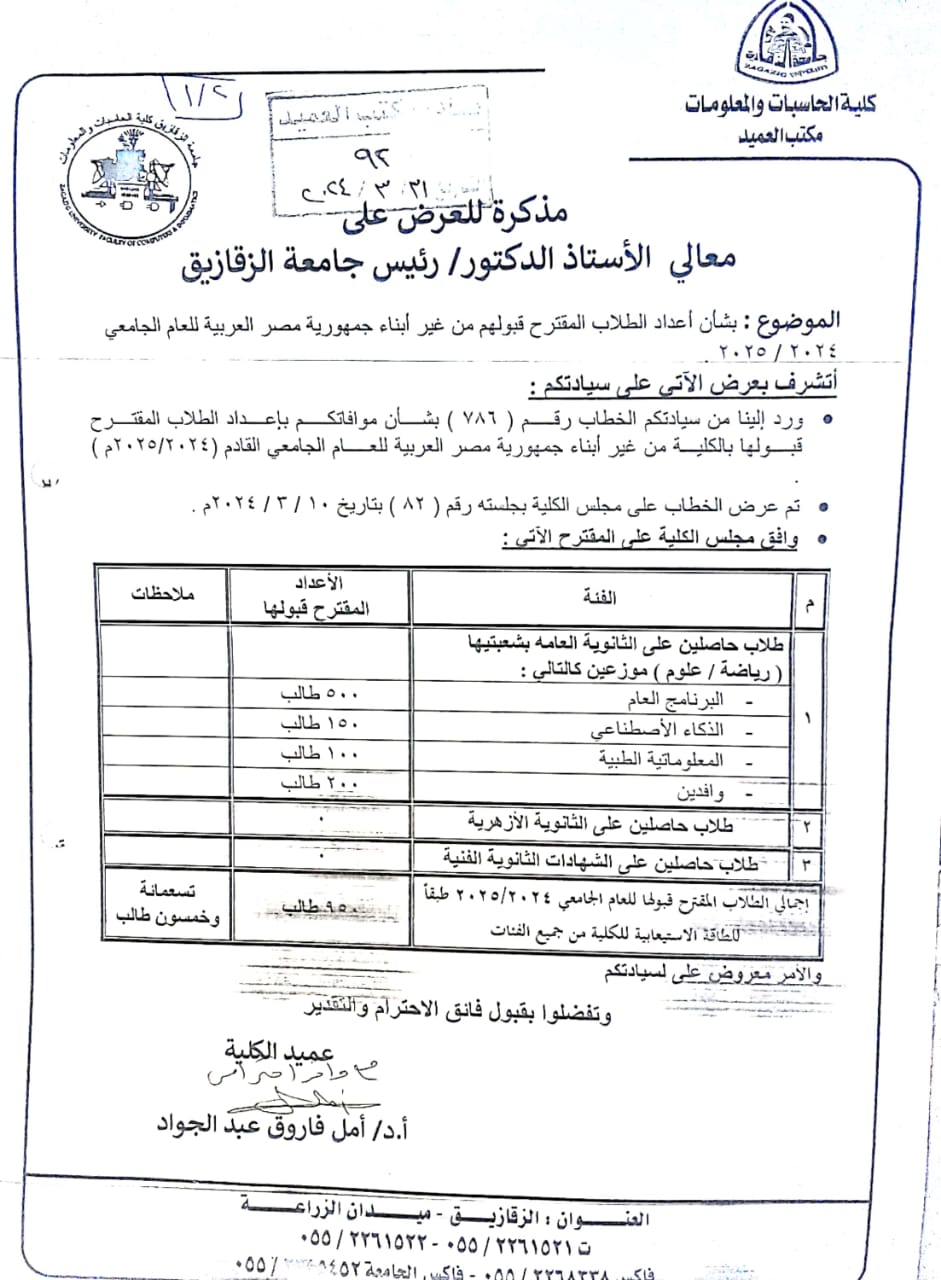 ZAGAZIG UNIVERSITY
كلية الحاسبات والمعلومات
مكتب العميد
١/٢
جامعة الزقازيق كلية الحاسبات والمعلومات
ZAGAZIG UNIVERSITY FACULTY OF COMPUTERS & INFORMATICS
مكتب العميد
٩٢
٢٠٢٤ / ٣ / ٣١
مذكرة للعرض على
معالي الأستاذ الدكتور/ رئيس جامعة الزقازيق
الموضوع : بشأن أعداد الطلاب المقترح قبولهم من غير أبناء جمهورية مصر العربية للعام الجامعي
٢٠٢٤ / ٢٠٢٥ .
أتشرف بعرض الآتي على سيادتكم :
• ورد إلينا من سيادتكم الخطاب رقم ( ٧٨٦ ) بشأن موافاتكم بإعداد الطلاب المقترح
قبولها بالكلية من غير أبناء جمهورية مصر العربية للعام الجامعي القادم (٢٠٢٥/٢٠٢٤م )
.
• تم عرض الخطاب على مجلس الكلية بجلسته رقم ( ٨٢ ) بتاريخ ١٠ / ٣ / ٢٠٢٤م .
• وافق مجلس الكلية على المقترح الآتي :
م الفئة الأعداد المقترح قبولها ملاحظات
١ طلاب حاصلين على الثانوية العامه بشعبتيها
( رياضة / علوم ) موزعين كالتالي :
- البرنامج العام ٥٠٠ طالب
- الذكاء الأصطناعي ١٥٠ طالب
- المعلوماتية الطبية ١٠٠ طالب
- وافدين ٢٠٠ طالب
٢ طلاب حاصلين على الثانوية الأزهرية ٠
٣ طلاب حاصلين على الشهادات الثانوية الفنية ٠
إجمالي الطلاب المقترح قبولها للعام الجامعي ٢٠٢٥/٢٠٢٤ طبقاً
للطاقة الاستيعابية للكلية من جميع الفئات ٩٥٠ طالب تسعمائة وخمسون طالب
والأمر معروض على لسيادتكم
وتفضلوا بقبول فائق الاحترام والتقدير
عميد الكلية
أ.د/ أمل فاروق عبد الجواد
العنوان : الزقازيق - ميدان الزراعة
ت ٢٢٦١٥٢١ / ٠٥٥ - ٢٢٦١٥٢٢ / ٠٥٥
فاكس ٢٢٦٨٣٣٨ / ٠٥٥ - فاكس الجامعة / ٠٥٥